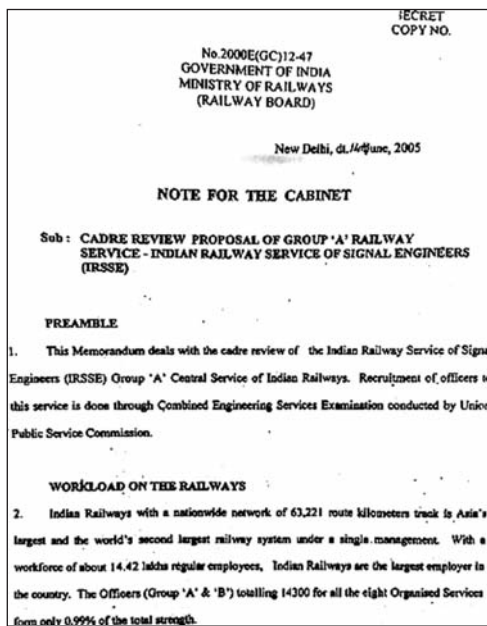 ECRET
COPY NO.
No.2000E(GC)12-47
GOVERNMENT OF INDIA
MINISTRY OF RAILWAYS
(RAILWAY BOARD)
New Delhi, dt. June, 2005
NOTE FOR THE CABINET
Sub : CADRE REVIEW PROPOSAL OF GROUP 'A' RAILWAY
SERVICE - INDIAN RAILWAY SERVICE OF SIGNAL ENGINEERS
(IRSSE)
PREAMBLE
1. This Memorandum deals with the cadre review of the Indian Railway Service of Signa
Engineers (IRSSE) Group 'A' Central Service of Indian Railways. Recruitment of officers t
this service is done through Combined Engineering Services Examination conducted by Unio
Public Service Commission.
WORKLOAD ON THE RAILWAYS
2. Indian Railways with a nationwide network of 63,221 route kilometers track is Asia's
largest and the world's second largest railway system under a single management. With a
workforce of about 14.42 lakhs regular employees, Indian Railways are the largest employer in
the country. The Officers (Group 'A' & 'B') totalling 14300 for all the eight Organised Services
form only 0.99% of the total strength.